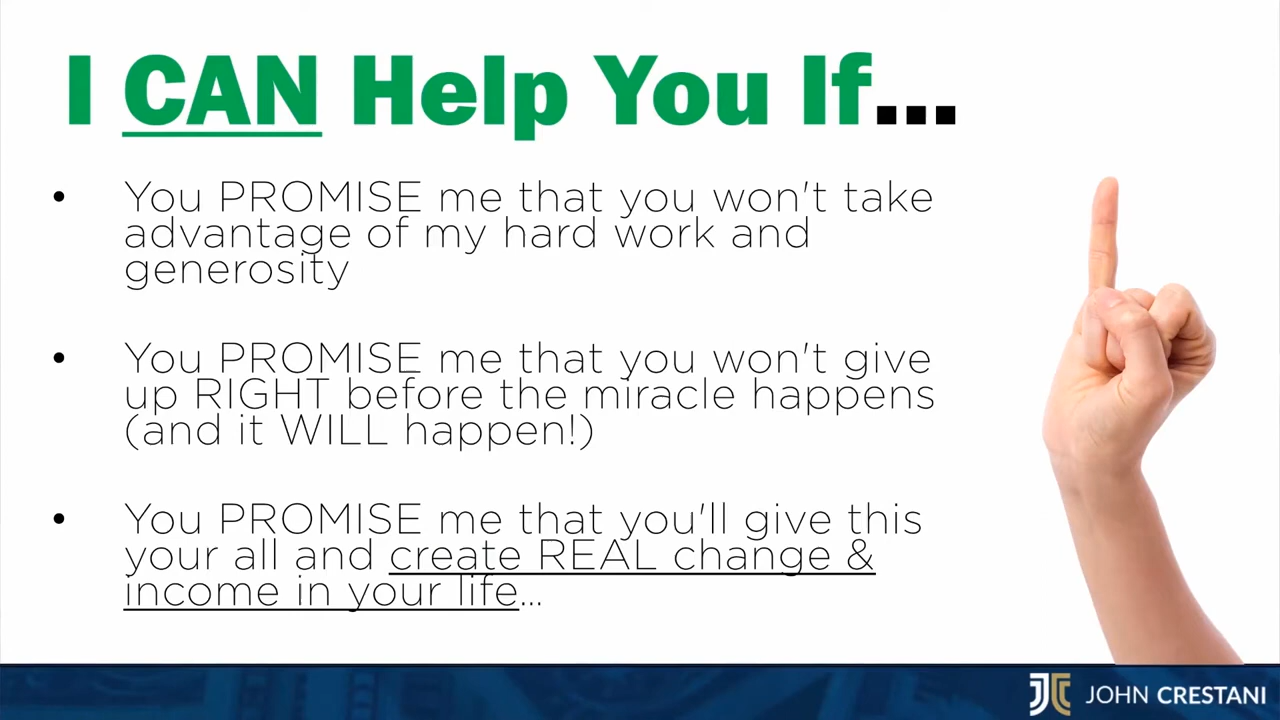 I CAN Help You If...
• You PROMISE me that you won't take
advantage of my hard work and
generosity
• You PROMISE me that you won't give
up RIGHT before the miracle happens
(and it WILL happen!)
• You PROMISE me that you'll give this
your all and create REAL change &
income in your life...
JOHN CRESTANI